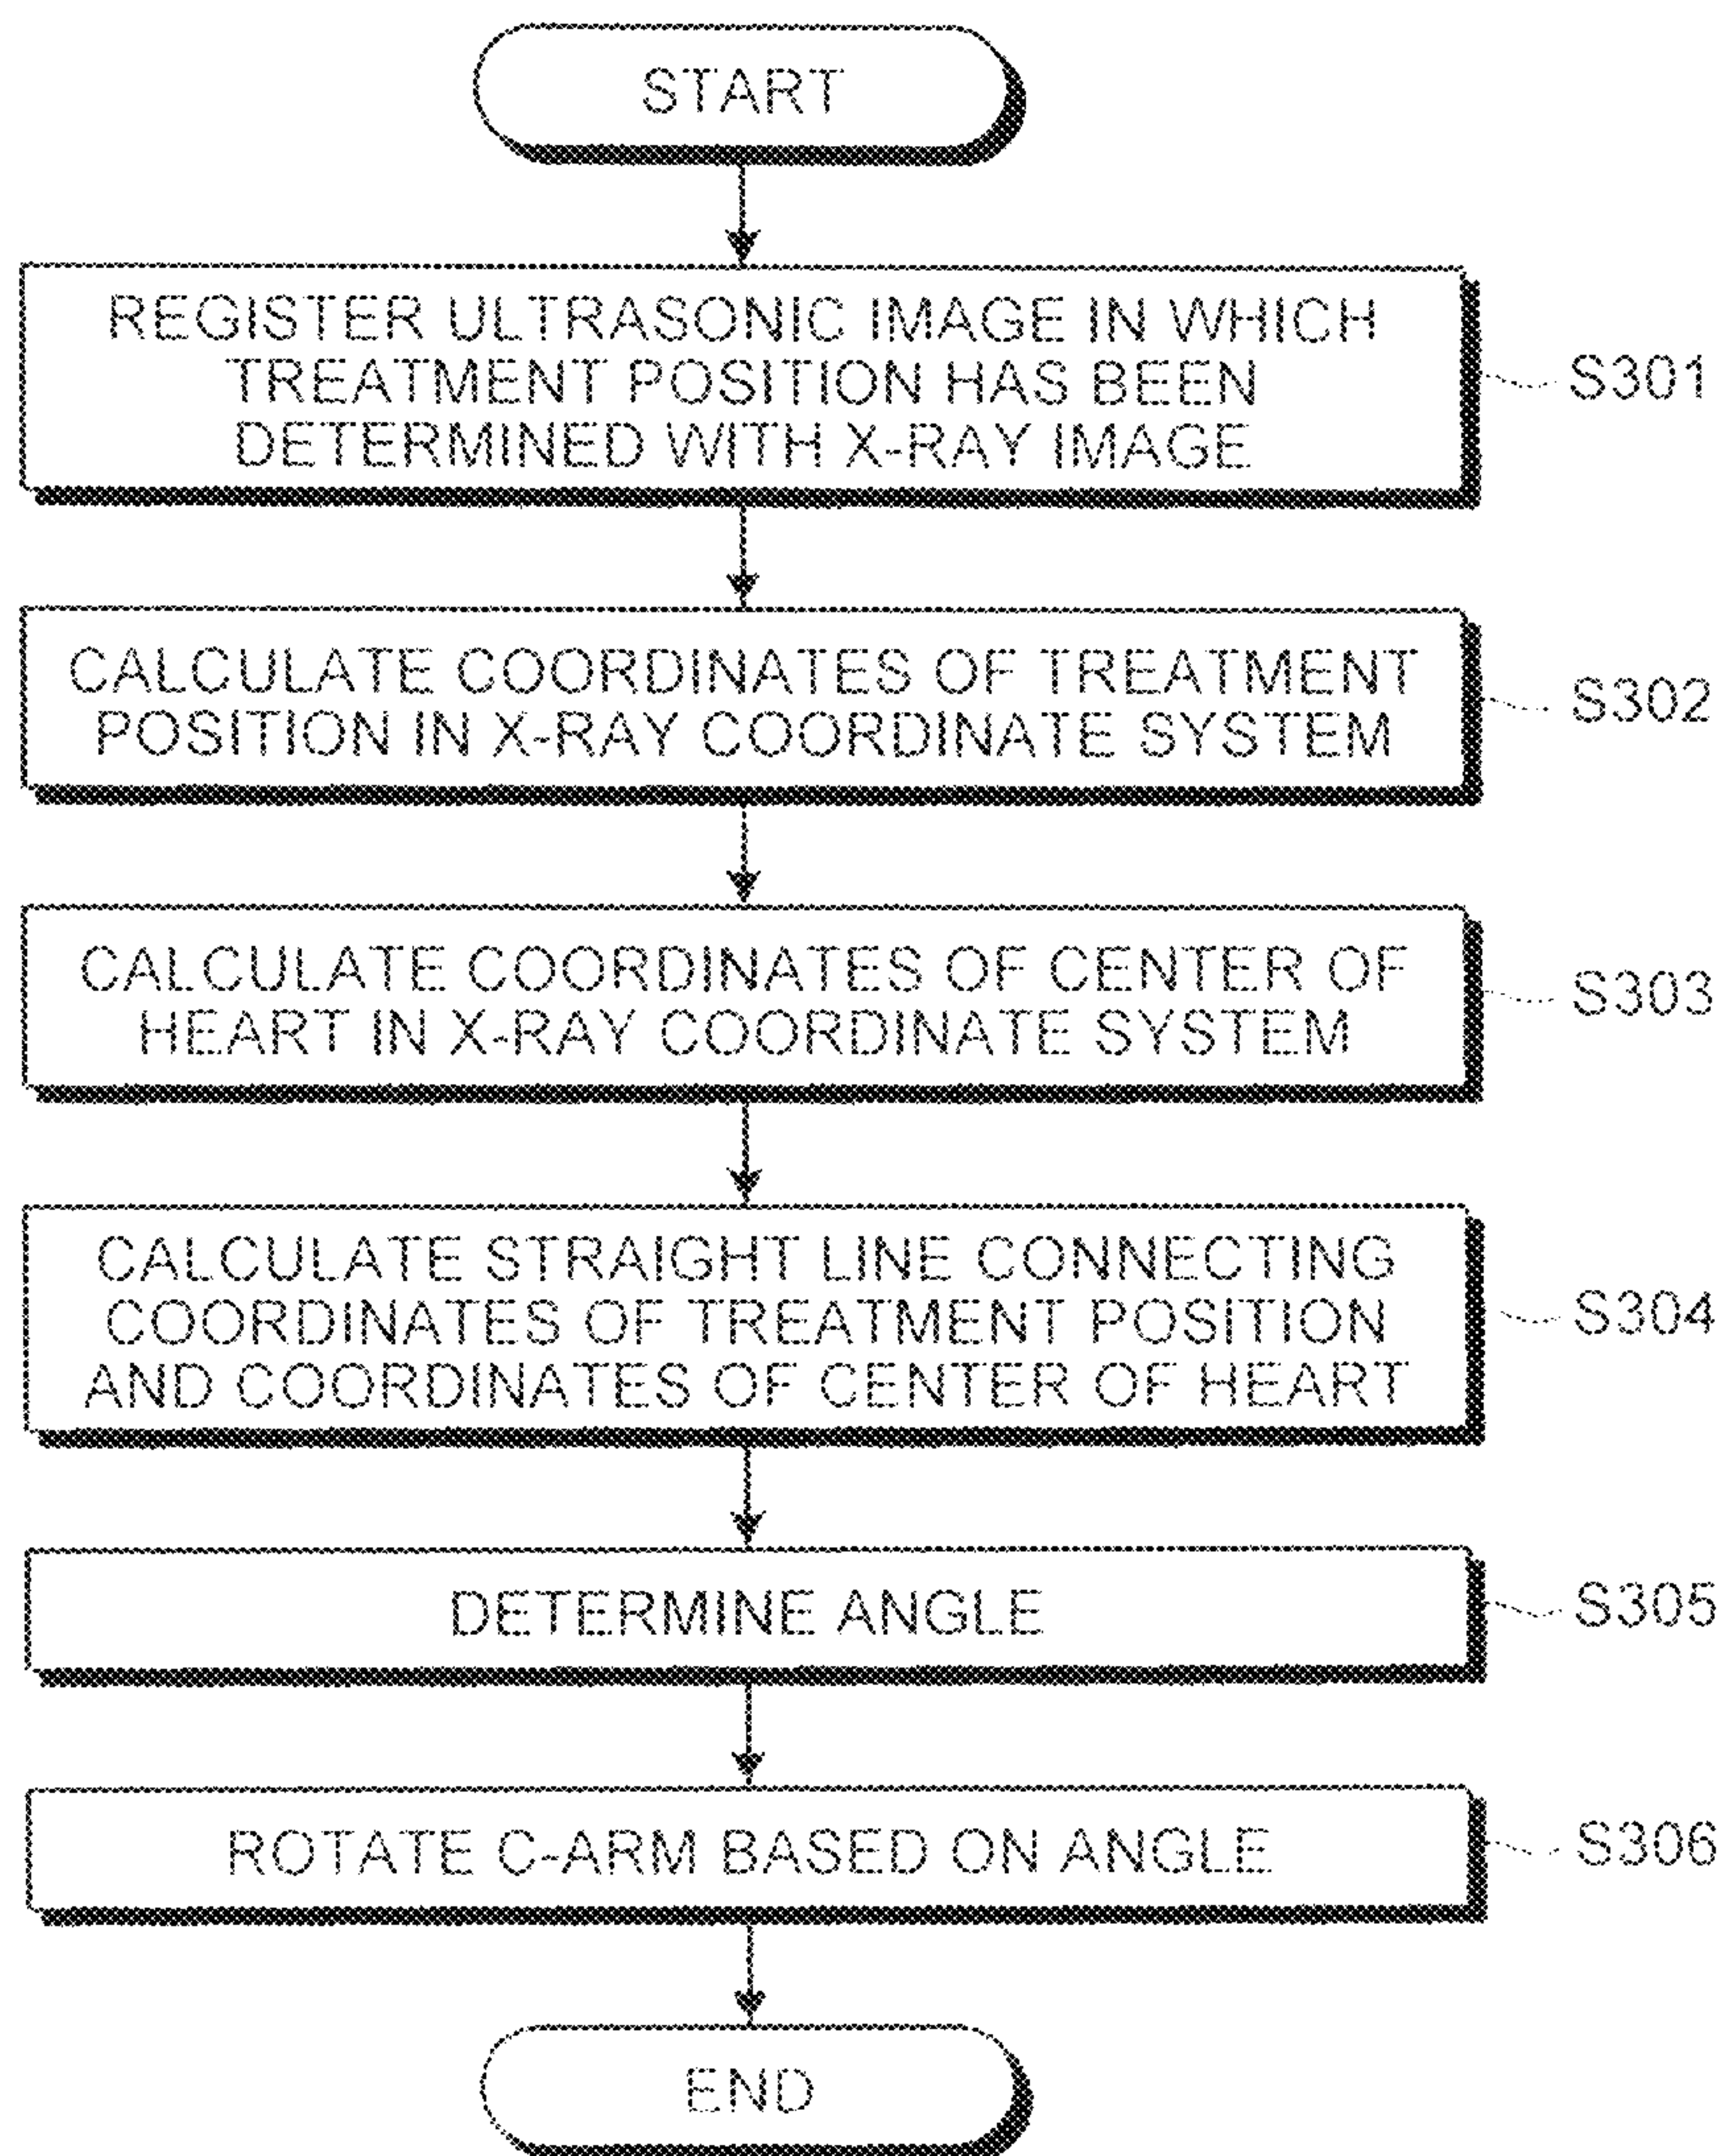 START
REGISTER ULTRASONIC IMAGE IN WHICH
TREATMENT POSITION HAS BEEN
DETERMINED WITH X-RAY IMAGE
S301
CALCULATE COORDINATES OF TREATMENT
POSITION IN X-RAY COORDINATE SYSTEM
S302
CALCULATE COORDINATES OF CENTER OF
HEART IN X-RAY COORDINATE SYSTEM
S303
CALCULATE STRAIGHT LINE CONNECTING
COORDINATES OF TREATMENT POSITION
AND COORDINATES OF CENTER OF HEART
S304
DETERMINE ANGLE
S305
ROTATE C-ARM BASED ON ANGLE
S306
END